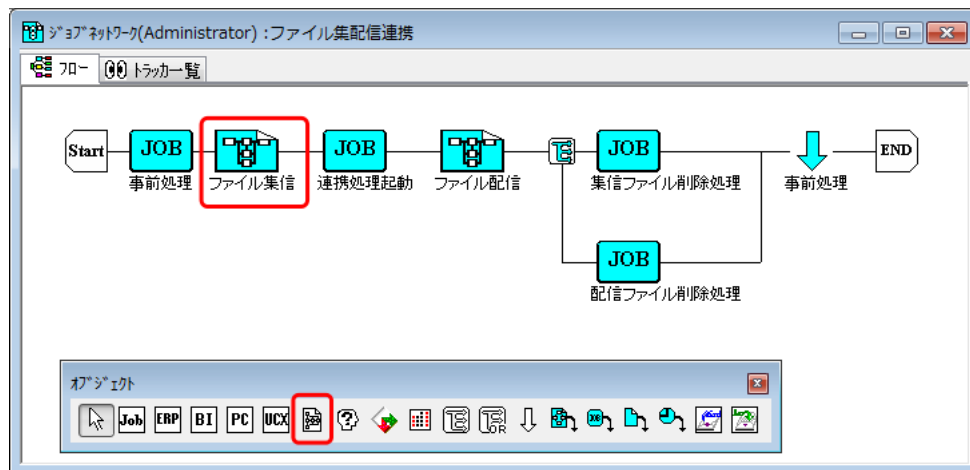 ｼﾞｮﾌﾞﾈｯﾄﾜｰｸ(Administrator) :ファイル集配信連携
ﾌﾛｰ ﾄﾗｯｶ一覧
Start JOB JOB JOB END
事前処理 ファイル集信 連携処理起動 ファイル配信 集信ファイル削除処理 事前処理
JOB
配信ファイル削除処理
ｵﾌﾞｼﾞｪｸﾄ
Job ERP BI PC UCX OR